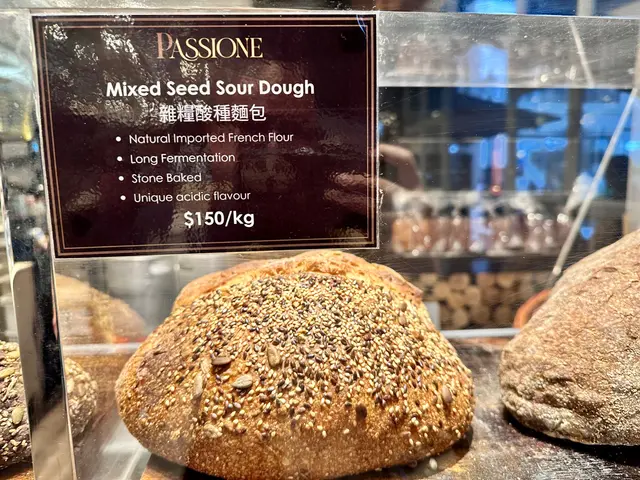 PASSIONE
Mixed Seed Sour Dough
雜糧酸種麵包
• Natural Imported French Flour
• Long Fermentation
• Stone Baked
• Unique acidic flavour
$150/kg